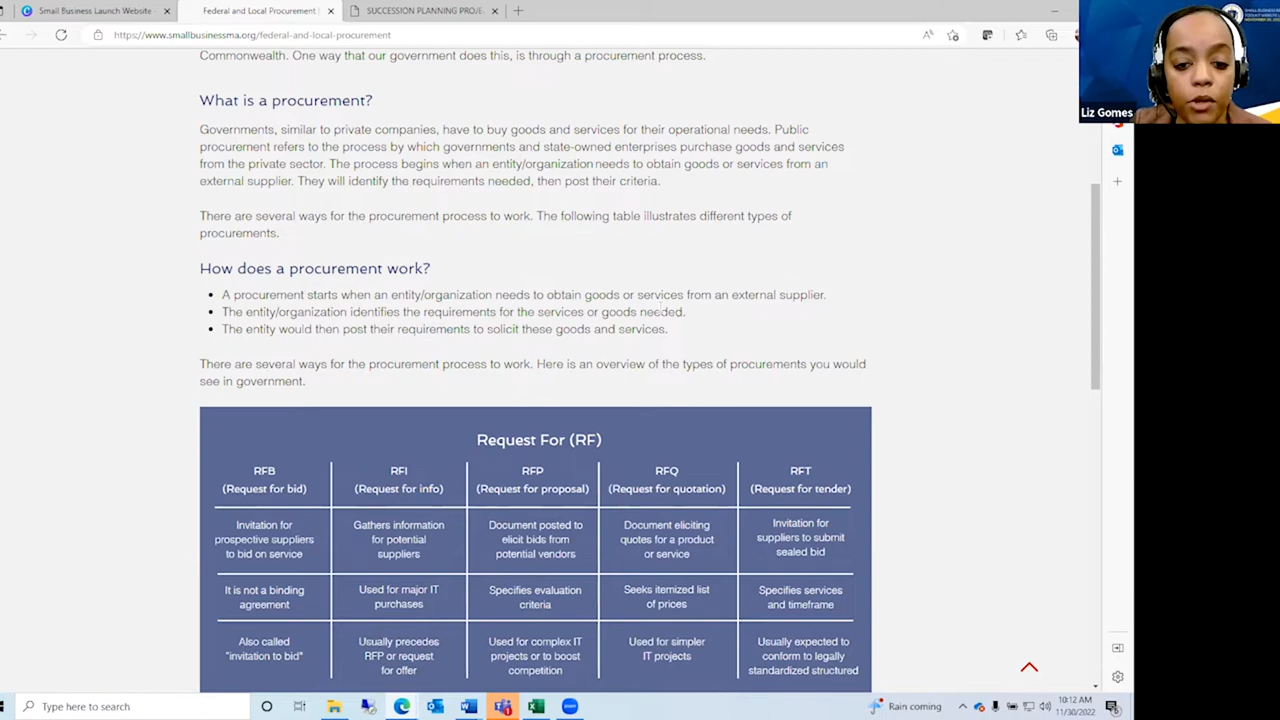 Small Business Launch Website -
Federal and Local Procurement |
SUCCESSION PLANNING PROJE
https://www.smallbusinessma.org/federal-and-local-procurement
Liz Gomes
Commonwealth. One way that our government does this, is through a procurement process.
What is a procurement?
Governments, similar to private companies, have to buy goods and services for their operational needs. Public
procurement refers to the process by which governments and state-owned enterprises purchase goods and services
from the private sector. The process begins when an entity/organization needs to obtain goods or services from an
external supplier. They will identify the requirements needed, then post their criteria.
There are several ways for the procurement process to work. The following table illustrates different types of
procurements.
How does a procurement work?
• A procurement starts when an entity/organization needs to obtain goods or services from an external supplier.
• The entity/organization identifies the requirements for the services or goods needed.
• The entity would then post their requirements to solicit these goods and services.
There are several ways for the procurement process to work. Here is an overview of the types of procurements you would
see in government.
Request For (RF)
RFB
(Request for bid)
RFI
(Request for info)
RFP
(Request for proposal)
RFQ
(Request for quotation)
RFT
(Request for tender)
Invitation for
prospective suppliers
to bid on service
Gathers information
for potential
suppliers
Document posted to
elicit bids from
potential vendors
Document eliciting
quotes for a product
or service
Invitation for
suppliers to submit
sealed bid
It is not a binding
agreement
Used for major IT
purchases
Specifies evaluation
criteria
Seeks itemized list
of prices
Specifies services
and timeframe
Also called
"invitation to bid"
Usually precedes
RFP or request
for offer
Used for complex IT
projects or to boost
competition
Used for simpler
IT projects
Usually expected to
conform to legally
standardized structured
Type here to search
Rain coming
10:12 AM
11/30/2022